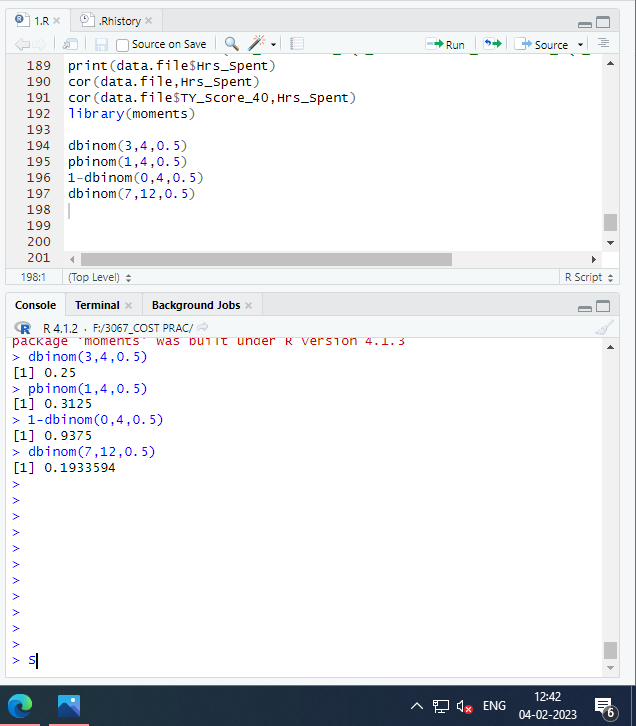 1.R
.Rhistory
Source on Save
Run
Source
189 print(data.file$Hrs_Spent)
190 cor(data.file,Hrs_Spent)
191 cor(data.file$TY_Score_40,Hrs_Spent)
192 library(moments)
193
194 dbinom(3,4,0.5)
195 pbinom(1,4,0.5)
196 1-dbinom(0,4,0.5)
197 dbinom(7,12,0.5)
198
199
200
201
198:1 (Top Level) R Script
Console Terminal Background Jobs
R R 4.1.2 · F:/3067_COST PRAC/
package 'moments' was built under R version 4.1.3
> dbinom(3,4,0.5)
[1] 0.25
> pbinom(1,4,0.5)
[1] 0.3125
> 1-dbinom(0,4,0.5)
[1] 0.9375
> dbinom(7,12,0.5)
[1] 0.1933594
>
>
>
>
>
>
>
>
>
>
>
> S
ENG
12:42
04-02-2023
6